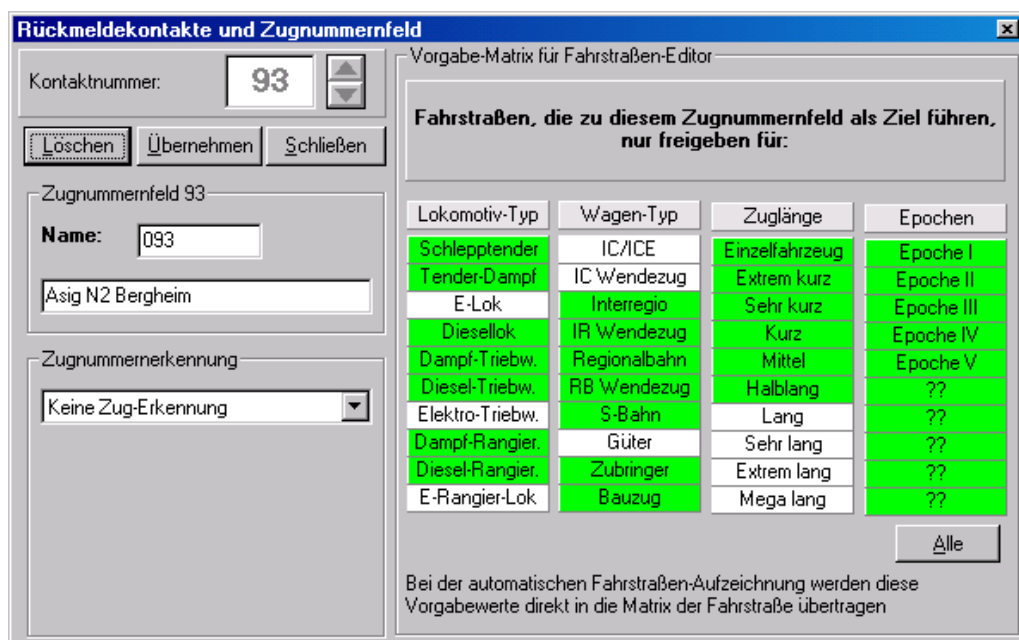 Rückmeldekontakte und Zugnummernfeld
Kontaktnummer:
93
Löschen
Übernehmen
Schließen
Zugnummernfeld 93
Name:
093
Asig N2 Bergheim
Zugnummernerkennung
Keine Zug-Erkennung
Vorgabe-Matrix für Fahrstraßen-Editor
Fahrstraßen, die zu diesem Zugnummernfeld als Ziel führen,
nur freigeben für:
Lokomotiv-Typ
Schlepptender
Tender-Dampf
E-Lok
Diesellok
Dampf-Triebw.
Diesel-Triebw.
Elektro-Triebw.
Dampf-Rangier.
Diesel-Rangier.
E-Rangier-Lok
Wagen-Typ
IC/ICE
IC Wendezug
Interregio
IR Wendezug
Regionalbahn
RB Wendezug
S-Bahn
Güter
Zubringer
Bauzug
Zuglänge
Einzelfahrzeug
Extrem kurz
Sehr kurz
Kurz
Mittel
Halblang
Lang
Sehr lang
Extrem lang
Mega lang
Epochen
Epoche I
Epoche II
Epoche III
Epoche IV
Epoche V
??
??
??
??
??
Alle
Bei der automatischen Fahrstraßen-Aufzeichnung werden diese
Vorgabewerte direkt in die Matrix der Fahrstraße übertragen